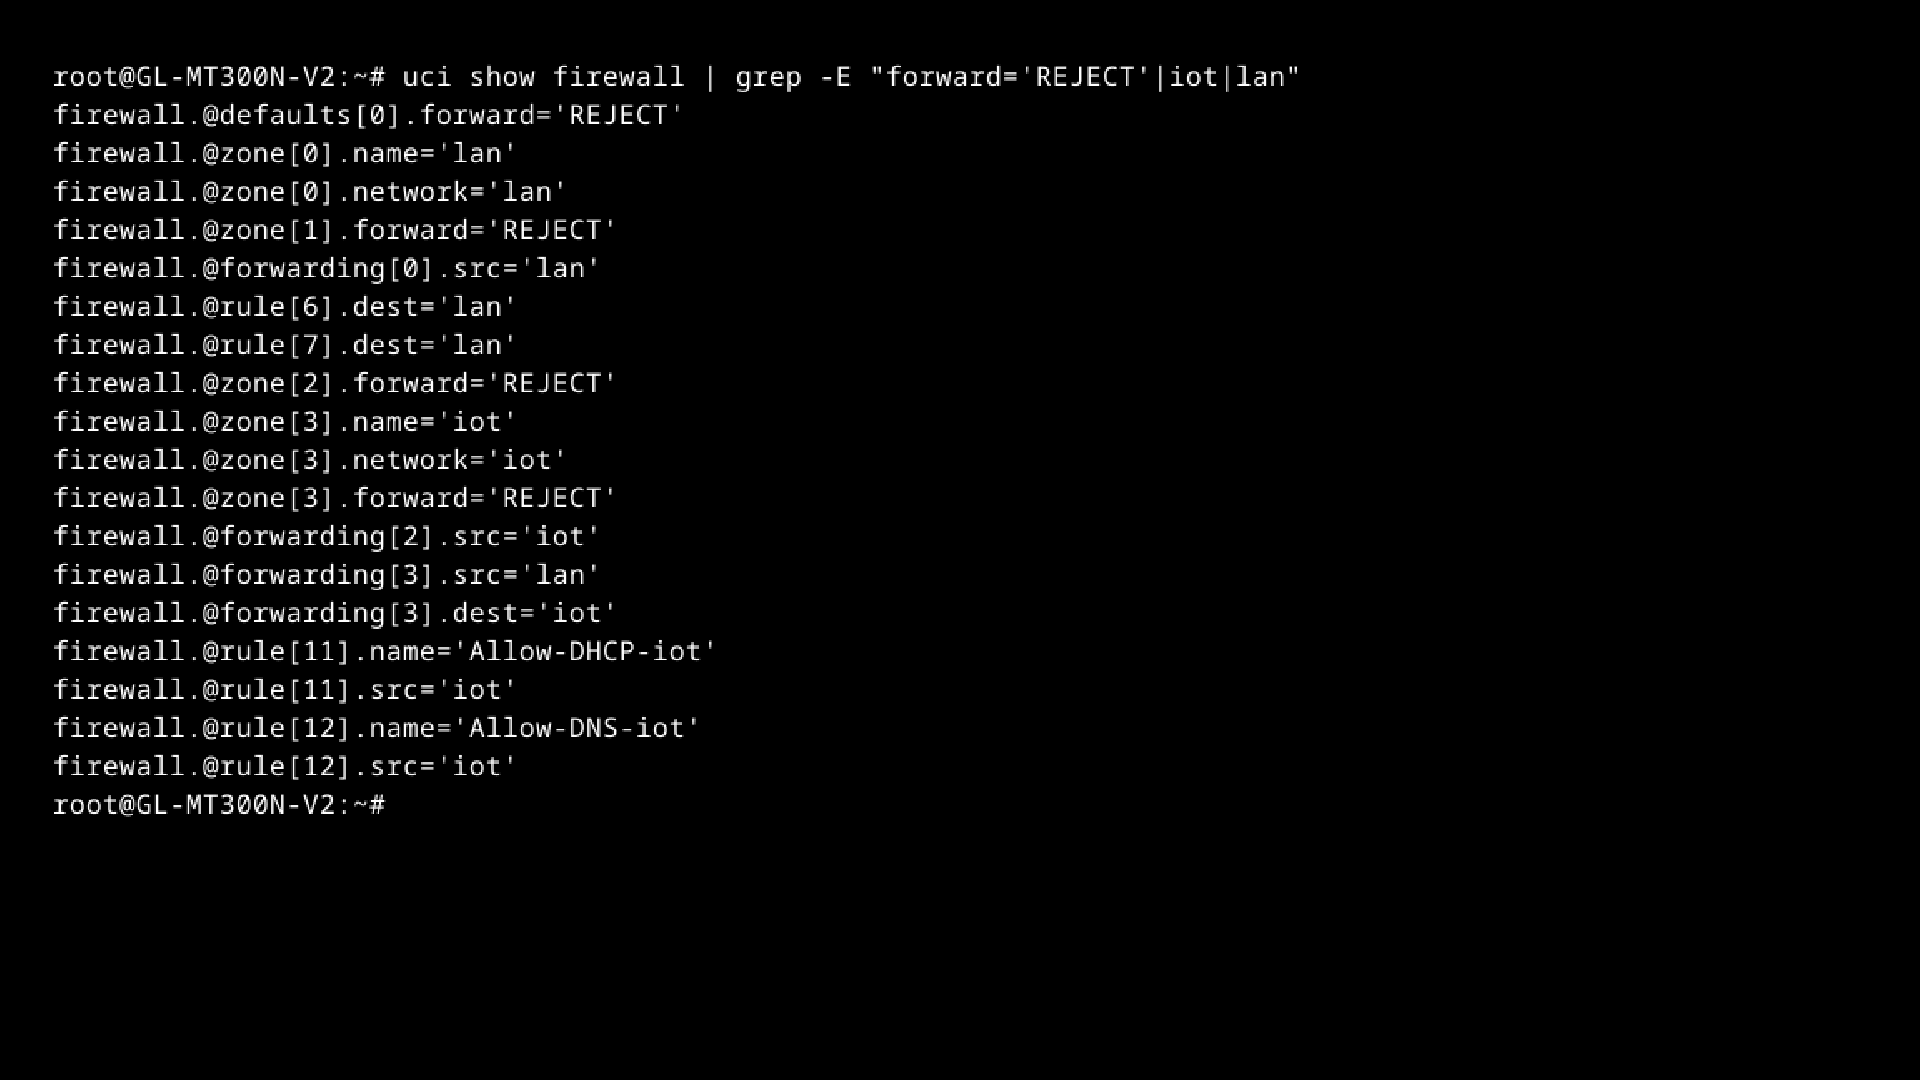 root@GL-MT300N-V2:~# uci show firewall | grep -E "forward='REJECT'|iot|lan"
firewall.@defaults[0].forward='REJECT'
firewall.@zone[0].name='lan'
firewall.@zone[0].network='lan'
firewall.@zone[1].forward='REJECT'
firewall.@forwarding[0].src='lan'
firewall.@rule[6].dest='lan'
firewall.@rule[7].dest='lan'
firewall.@zone[2].forward='REJECT'
firewall.@zone[3].name='iot'
firewall.@zone[3].network='iot'
firewall.@zone[3].forward='REJECT'
firewall.@forwarding[2].src='iot'
firewall.@forwarding[3].src='lan'
firewall.@forwarding[3].dest='iot'
firewall.@rule[11].name='Allow-DHCP-iot'
firewall.@rule[11].src='iot'
firewall.@rule[12].name='Allow-DNS-iot'
firewall.@rule[12].src='iot'
root@GL-MT300N-V2:~#